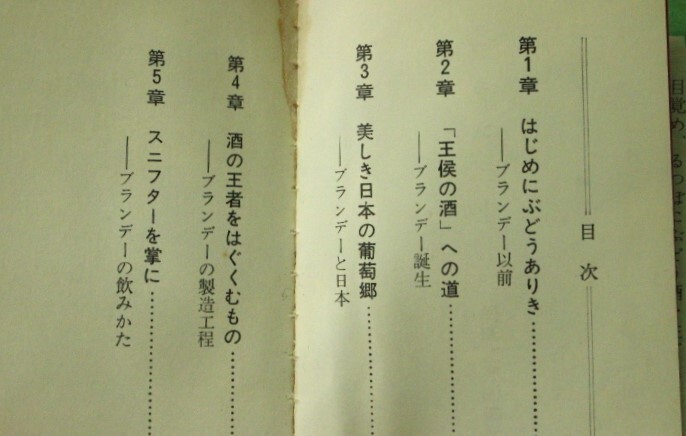 目次
第1章 はじめにぶどうありき
――ブランデー以前
第2章 「王侯の酒」への道
――ブランデー誕生
第3章 美しき日本の葡萄郷
――ブランデーと日本
第4章 酒の王者をはぐくむもの
――ブランデーの製造工程
第5章 スニフターを掌に
――ブランデーの飲みかた